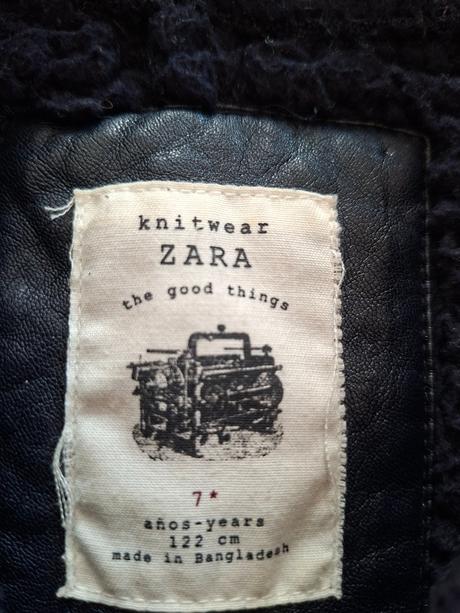 knitwear
ZARA
the good things
7*
años-years
122 cm
made in Bangladesh